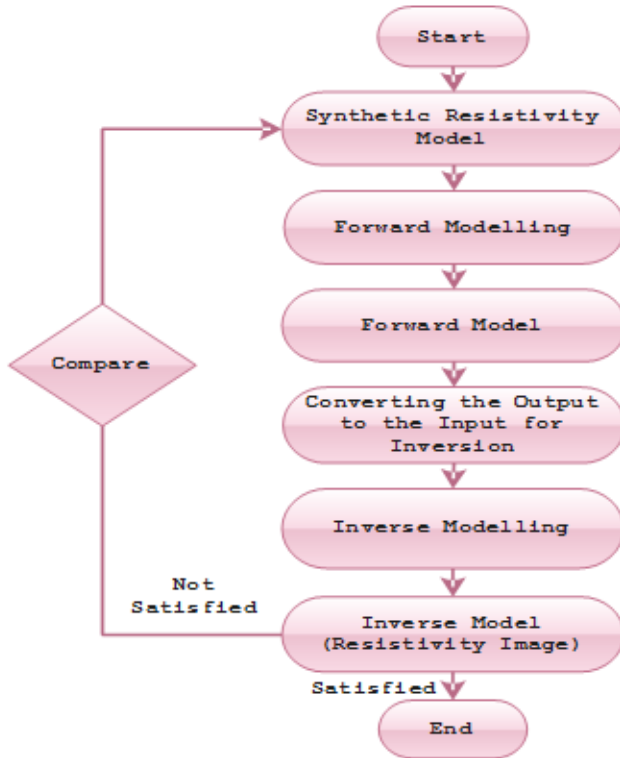 Start
Synthetic Resistivity
Model
Forward Modelling
Forward Model
Compare
Converting the Output
to the Input for
Inversion
Inverse Modelling
Not
Satisfied
Inverse Model
(Resistivity Image)
Satisfied
End